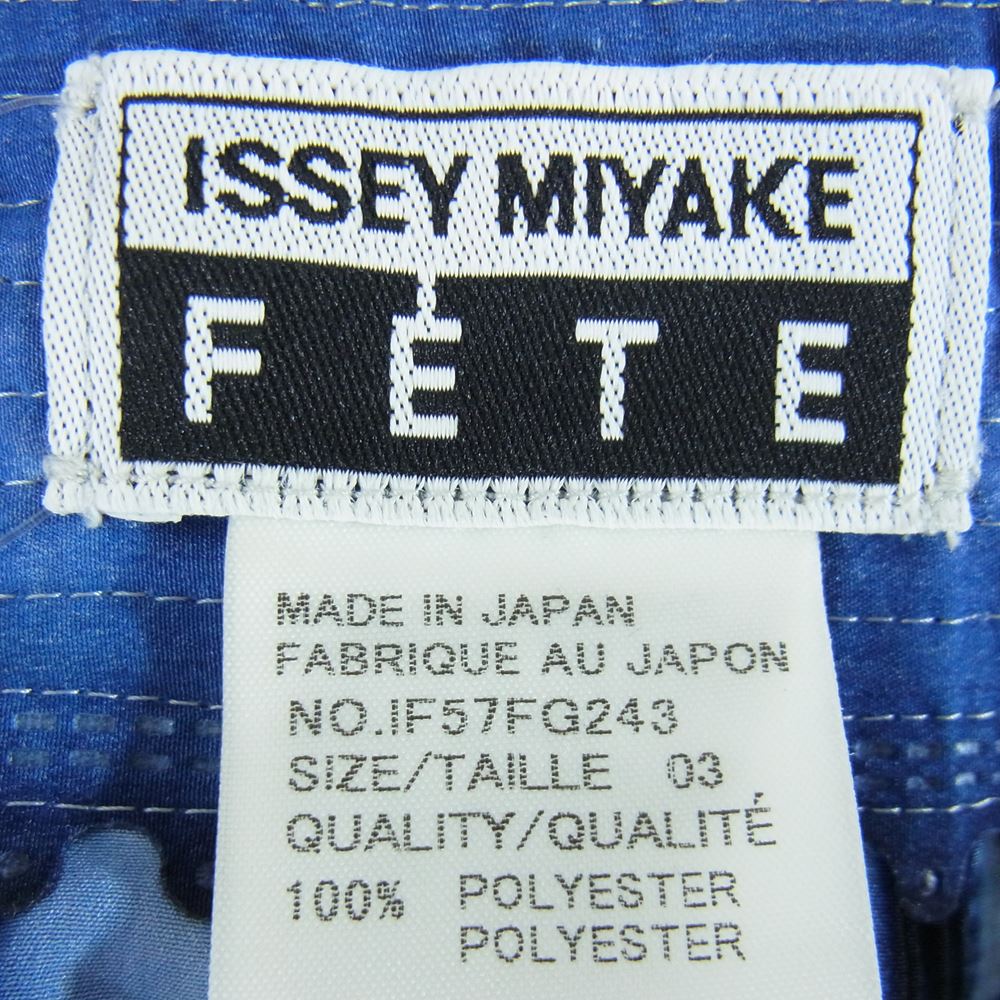 ISSEY MIYAKE
FÊTE
MADE IN JAPAN
FABRIQUE AU JAPON
NO.IF57FG243
SIZE/TAILLE 03
QUALITY/QUALITÉ
100% POLYESTER
POLYESTER